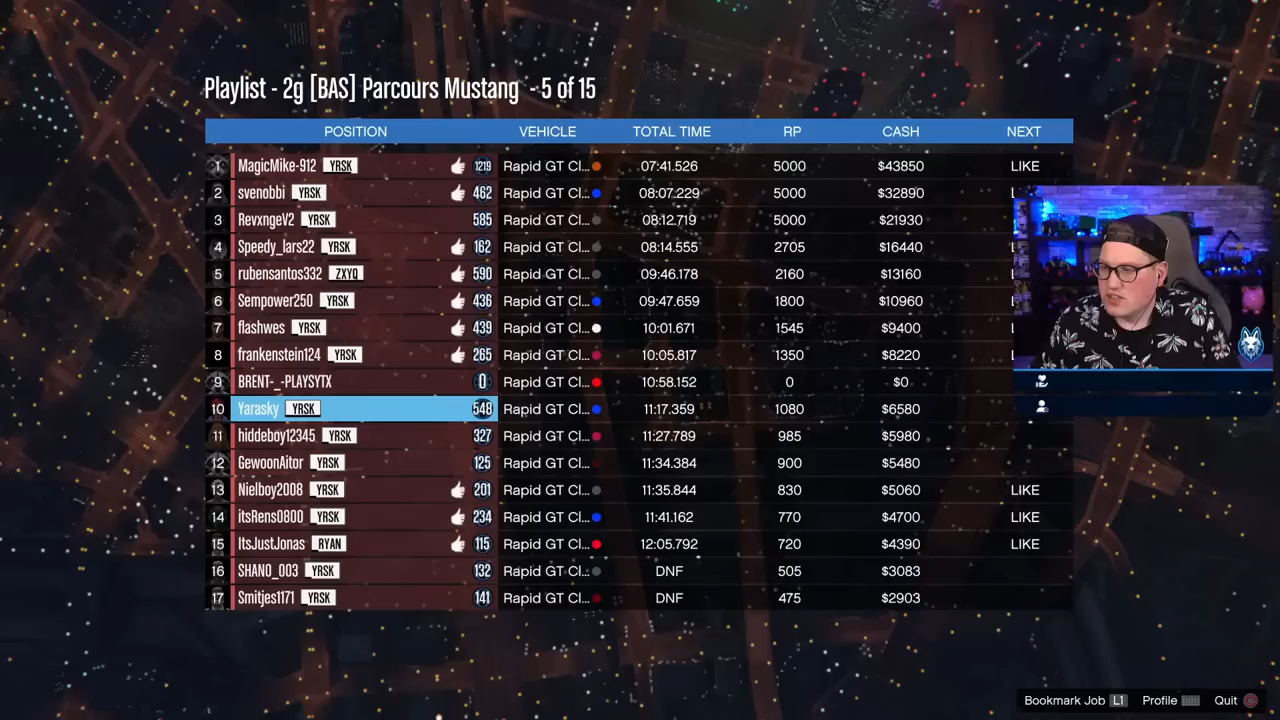 Playlist - 2g [BAS] Parcours Mustang - 5 of 15
POSITION VEHICLE TOTAL TIME RP CASH NEXT
1 MagicMike-912 YRSK 1219 Rapid GT Cl... 07:41.526 5000 $43850 LIKE
2 svenobbi YRSK 462 Rapid GT Cl... 08:07.229 5000 $32890
3 RevxngeV2 YRSK 585 Rapid GT Cl... 08:12.719 5000 $21930
4 Speedy_lars22 YRSK 162 Rapid GT Cl... 08:14.555 2705 $16440
5 rubensantos332 ZXYQ 590 Rapid GT Cl... 09:46.178 2160 $13160
6 Sempower250 YRSK 436 Rapid GT Cl... 09:47.659 1800 $10960
7 flashwes YRSK 439 Rapid GT Cl... 10:01.671 1545 $9400
8 frankenstein124 YRSK 265 Rapid GT Cl... 10:05.817 1350 $8220
9 BRENT-_-PLAYSYTX 0 Rapid GT Cl... 10:58.152 0 $0
10 Yarasky YRSK 548 Rapid GT Cl... 11:17.359 1080 $6580
11 hiddeboy12345 YRSK 327 Rapid GT Cl... 11:27.789 985 $5980
12 GewoonAitor YRSK 125 Rapid GT Cl... 11:34.384 900 $5480
13 Nielboy2008 YRSK 201 Rapid GT Cl... 11:35.844 830 $5060 LIKE
14 itsRens0800 YRSK 234 Rapid GT Cl... 11:41.162 770 $4700 LIKE
15 ItsJustJonas RYAN 115 Rapid GT Cl... 12:05.792 720 $4390 LIKE
16 SHANO_003 YRSK 132 Rapid GT Cl... DNF 505 $3083
17 Smitjes1171 YRSK 141 Rapid GT Cl... DNF 475 $2903
Bookmark Job L1 Profile Quit